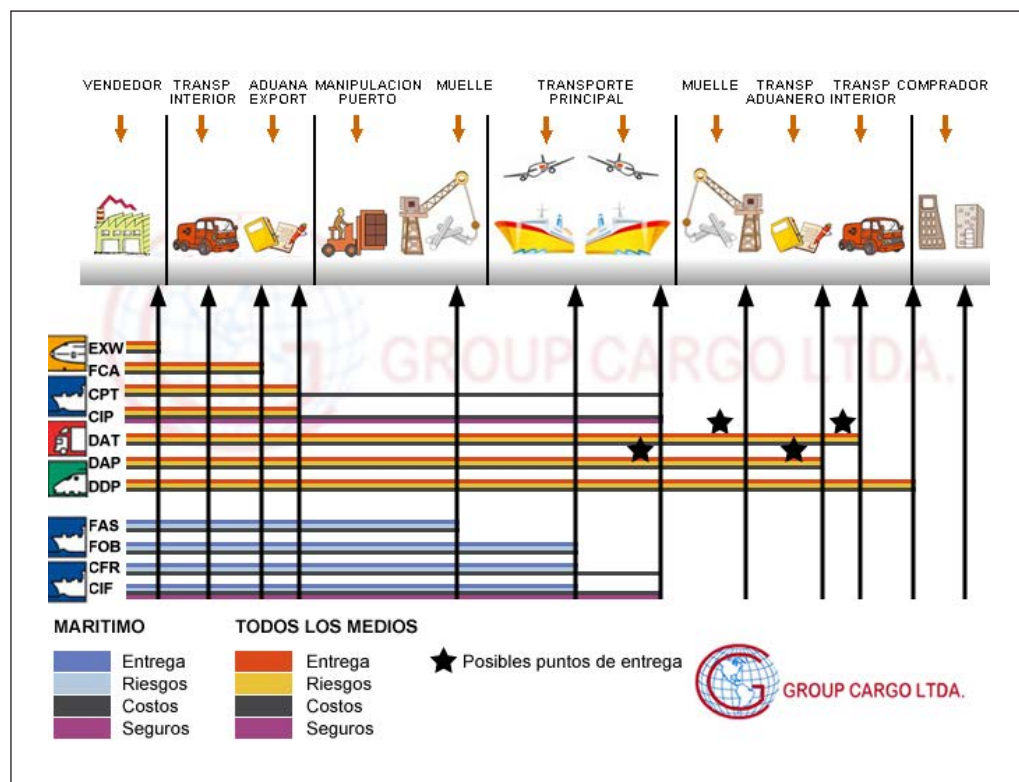 VENDEDOR
TRANSP
INTERIOR
ADUANA
EXPORT
MANIPULACION
PUERTO
MUELLE
TRANSPORTE
PRINCIPAL
MUELLE
TRANSP
ADUANERO
TRANSP
INTERIOR
COMPRADOR
GROUP CARGO LTDA.
EXW
FCA
CPT
CIP
DAT
DAP
DDP
FAS
FOB
CFR
CIF
MARITIMO
Entrega
Riesgos
Costos
Seguros
TODOS LOS MEDIOS
Entrega
Riesgos
Costos
Seguros
Posibles puntos de entrega
GROUP CARGO LTDA.